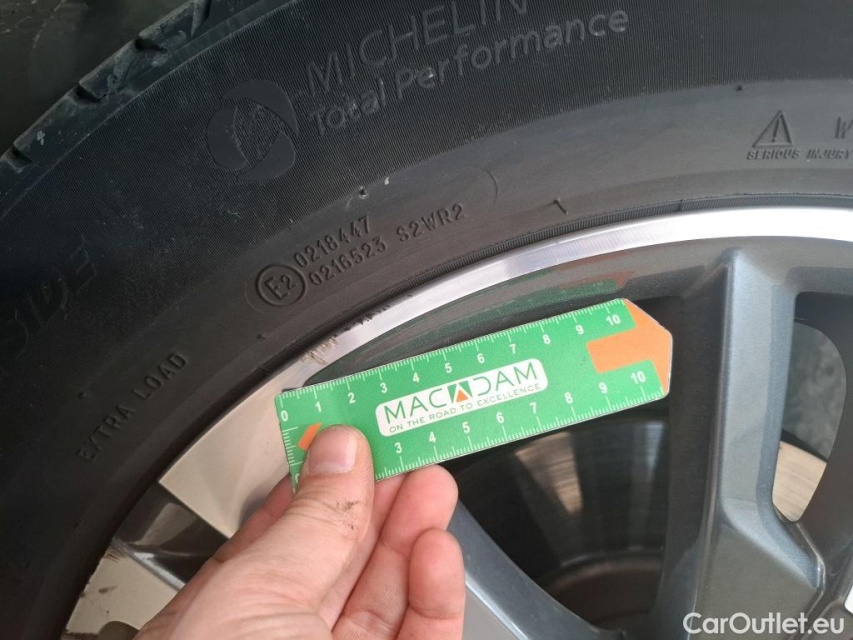 MICHELIN
Total Performance
SERIOUS INJURY
0218447
E2 0216523 S2WR2
SIDE
EXTRA LOAD
0 1 2 3 4 5 6 7 8 9 10
MACADAM
ON THE ROAD TO EXCELLENCE
3 4 5 6 7 8 9 10
CarOutlet.eu